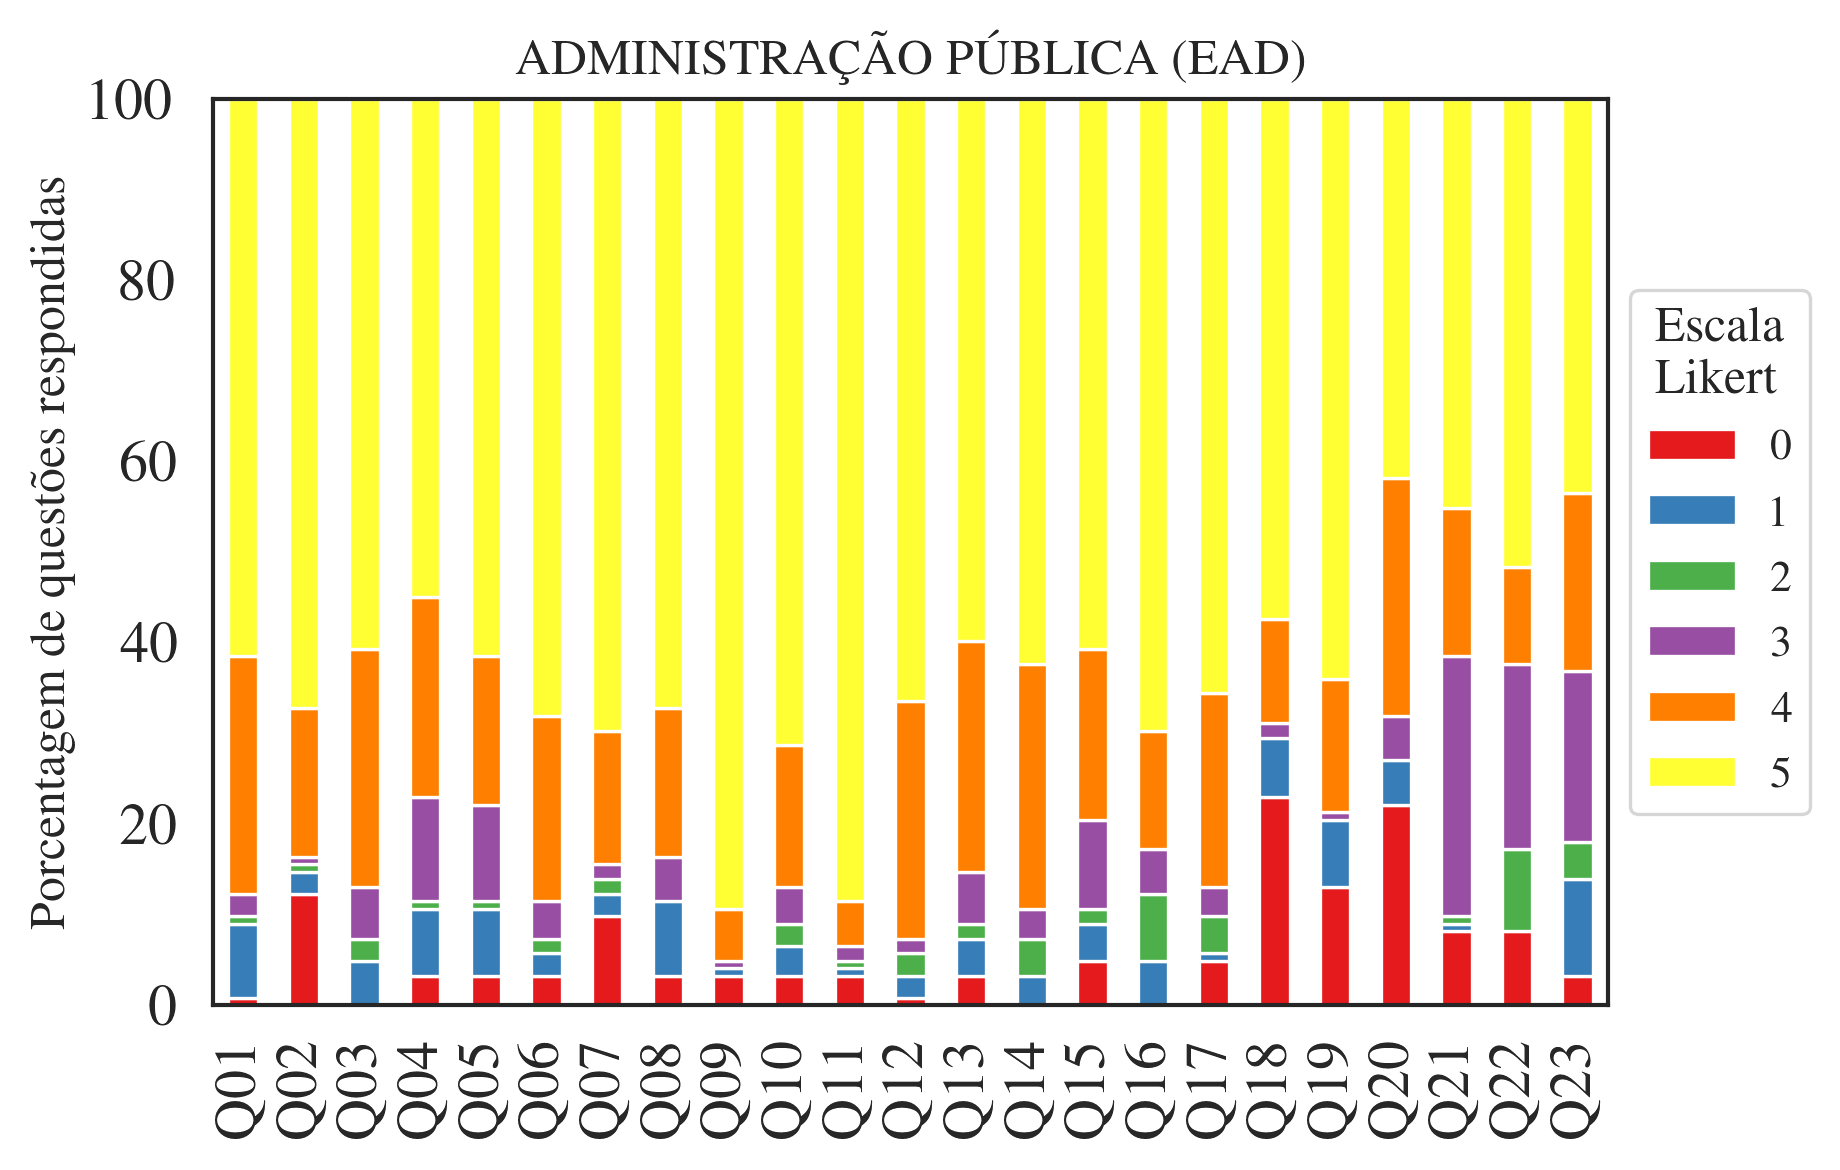 ADMINISTRAÇÃO PÚBLICA (EAD)
Porcentagem de questões respondidas
100
80
60
40
20
0
Q01
Q02
Q03
Q04
Q05
Q06
Q07
Q08
Q09
Q10
Q11
Q12
Q13
Q14
Q15
Q16
Q17
Q18
Q19
Q20
Q21
Q22
Q23
Escala
Likert
0
1
2
3
4
5